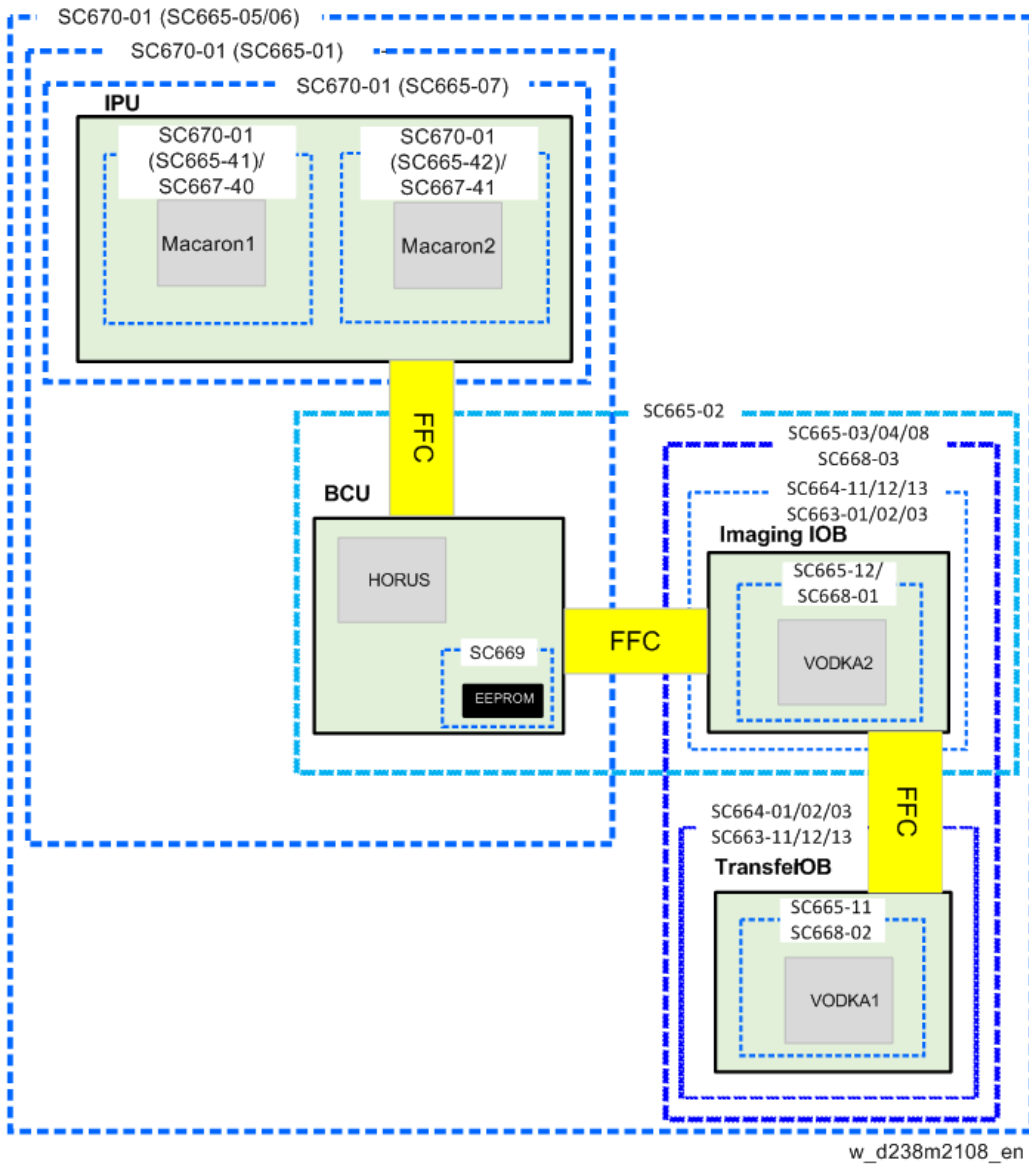 SC670-01 (SC665-05/06)
SC670-01 (SC665-01)
SC670-01 (SC665-07)
IPU
SC670-01
(SC665-41)/
SC667-40
Macaron1
SC670-01
(SC665-42)/
SC667-41
Macaron2
FFC
SC665-02
SC665-03/04/08
SC668-03
SC664-11/12/13
SC663-01/02/03
BCU
HORUS
SC669
EEPROM
FFC
Imaging IOB
SC665-12/
SC668-01
VODKA2
FFC
SC664-01/02/03
SC663-11/12/13
TransferIOB
SC665-11
SC668-02
VODKA1
w_d238m2108_en